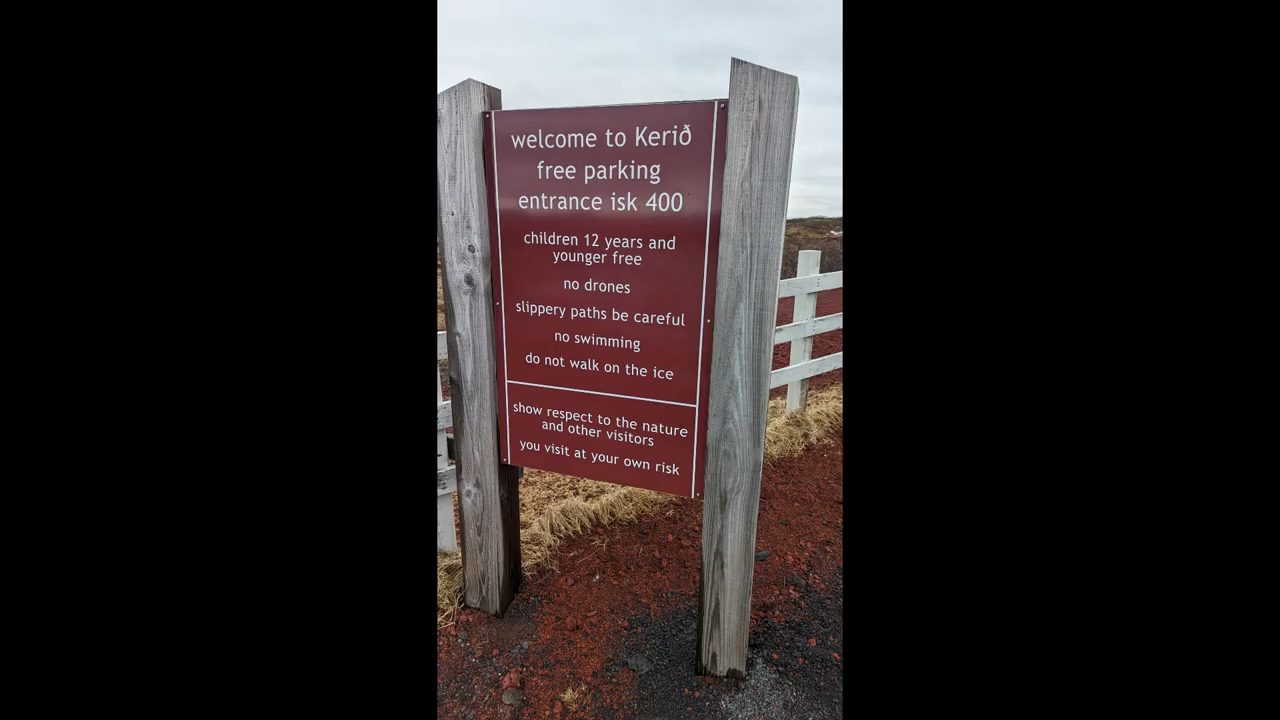 welcome to Kerið
free parking
entrance isk 400
children 12 years and
younger free
no drones
slippery paths be careful
no swimming
do not walk on the ice
show respect to the nature
and other visitors
you visit at your own risk